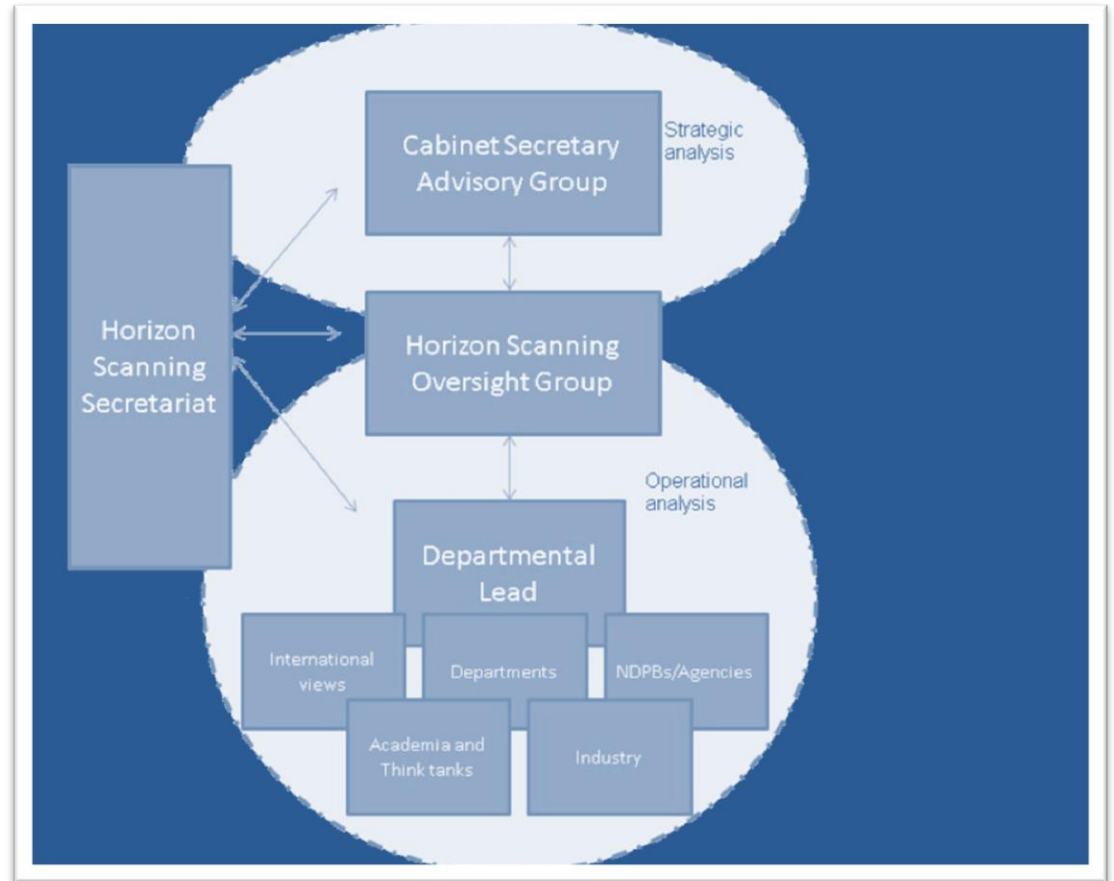 Cabinet Secretary
Advisory Group
Strategic
analysis
Horizon
Scanning
Secretariat
Horizon Scanning
Oversight Group
Operational
analysis
Departmental
Lead
International
views
Departments
NDPBs/Agencies
Academia and
Think tanks
Industry